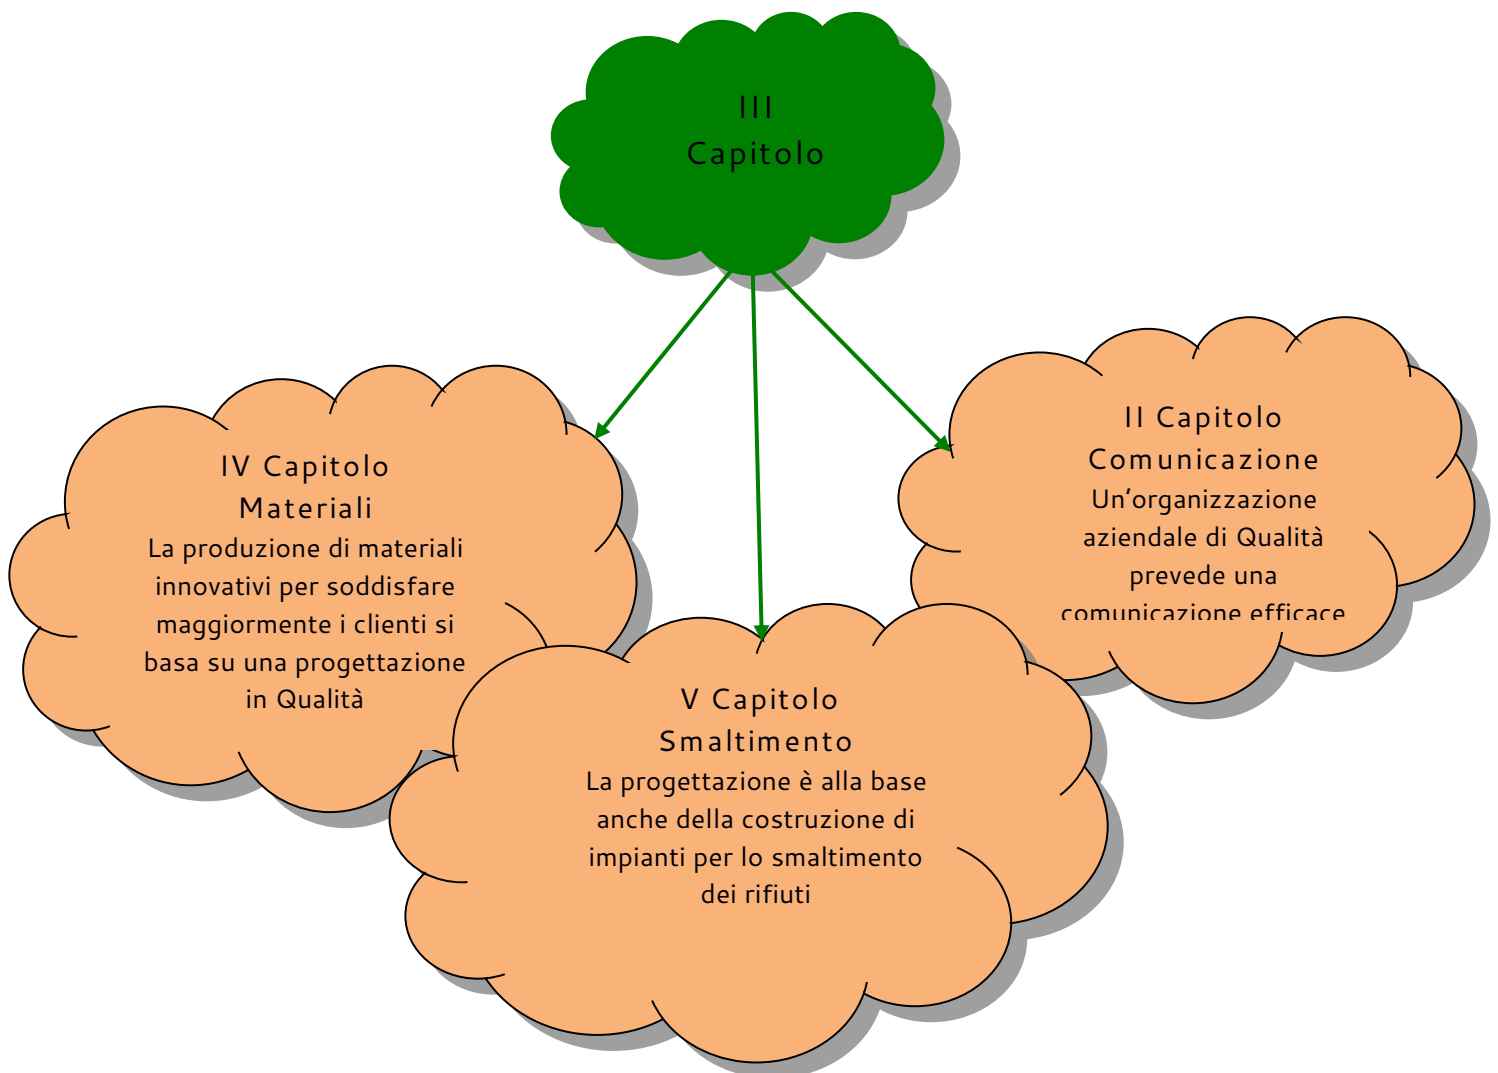 III
Capitolo
II Capitolo
Comunicazione
Un’organizzazione
aziendale di Qualità
prevede una
comunicazione efficace
IV Capitolo
Materiali
La produzione di materiali
innovativi per soddisfare
maggiormente i clienti si
basa su una progettazione
in Qualità
V Capitolo
Smaltimento
La progettazione è alla base
anche della costruzione di
impianti per lo smaltimento
dei rifiuti